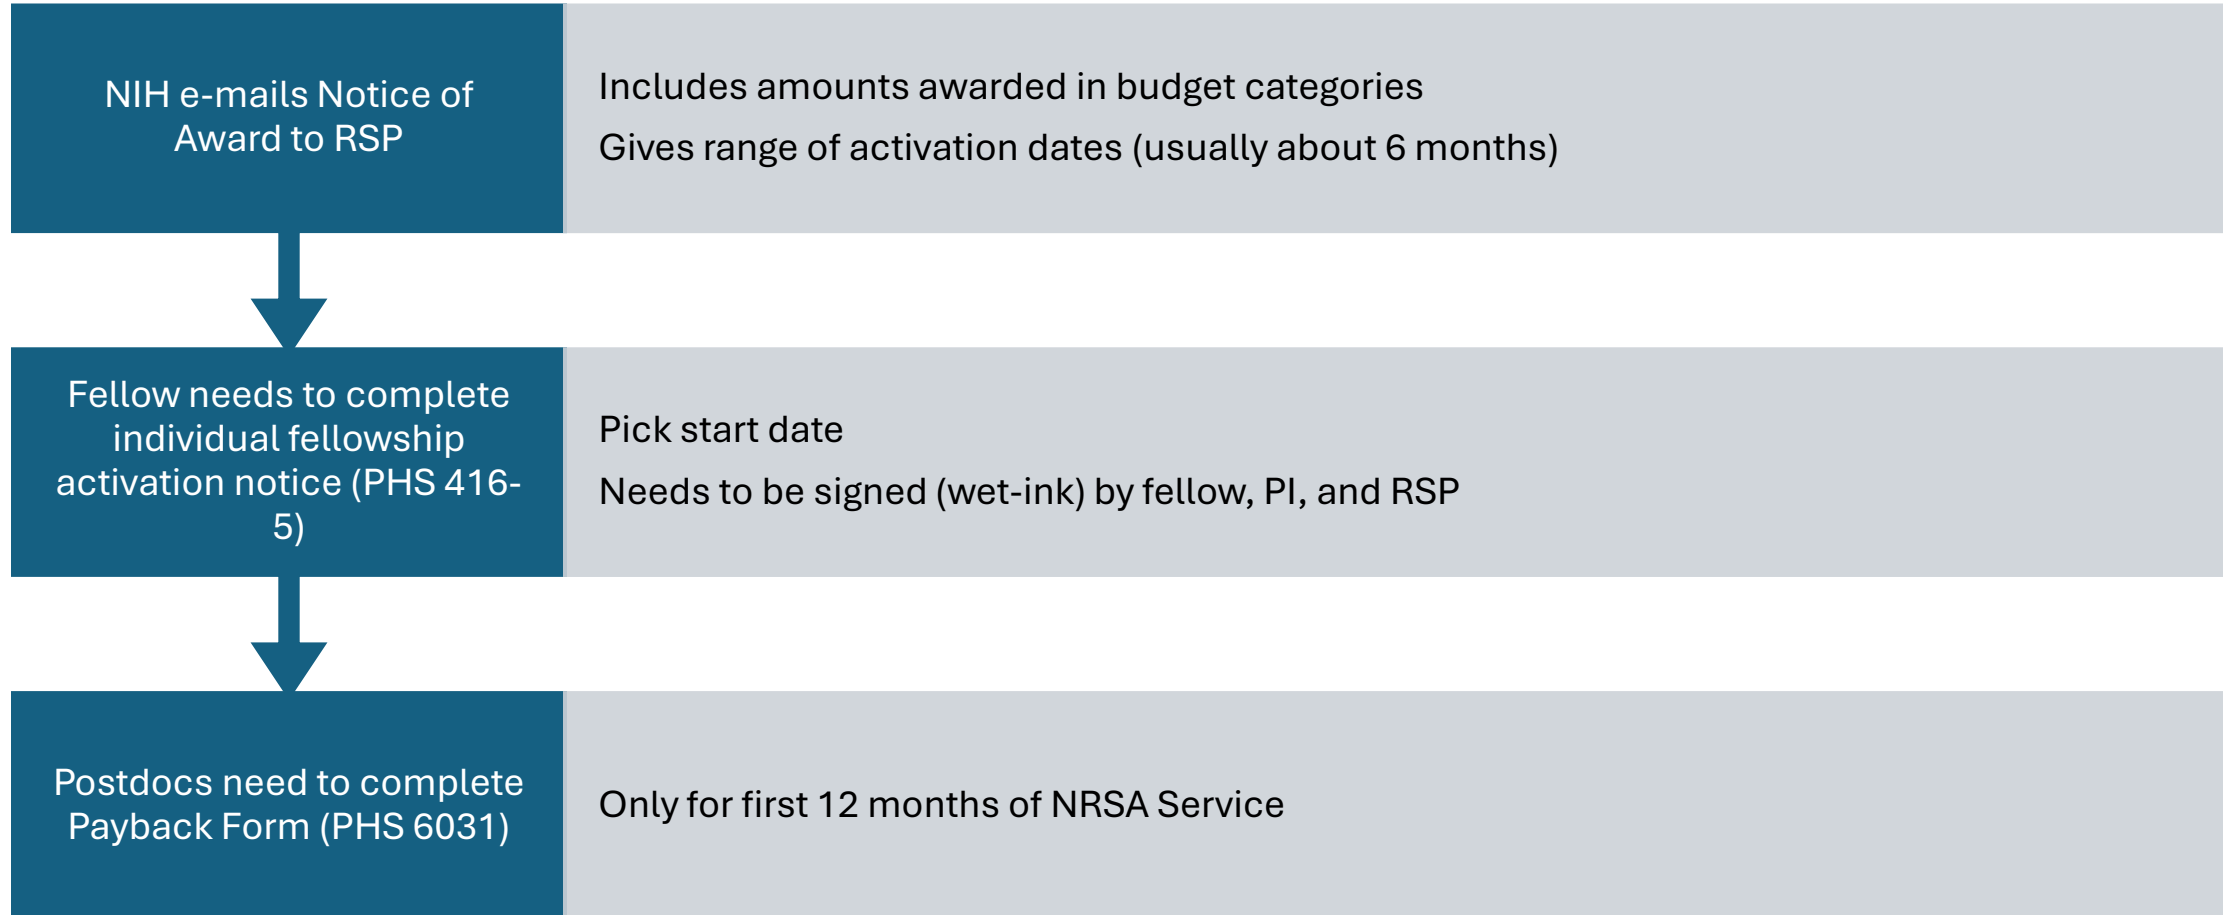 NIH e-mails Notice of
Award to RSP
Includes amounts awarded in budget categories
Gives range of activation dates (usually about 6 months)
Fellow needs to complete
individual fellowship
activation notice (PHS 416-
5)
Pick start date
Needs to be signed (wet-ink) by fellow, PI, and RSP
Postdocs need to complete
Payback Form (PHS 6031)
Only for first 12 months of NRSA Service